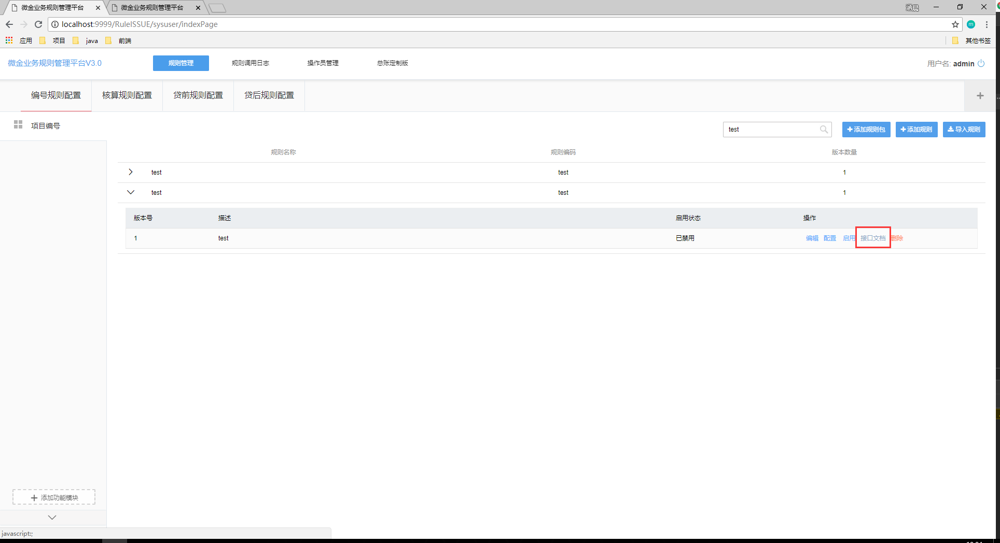 微金业务规则管理平台 微金业务规则管理平台 涵晨
localhost:9999/RuleISSUE/sysuser/indexPage m
应用 项目 java 前端 其他书签
微金业务规则管理平台V3.0 规则管理 规则调用日志 操作员管理 总账定制版 用户名: admin
编号规则配置 核算规则配置 贷前规则配置 贷后规则配置
项目编号 test 添加规则包 添加规则 导入规则
规则名称 规则编码 版本数量
test test 1
test test 1
版本号 描述 启用状态 操作
1 test 已禁用 编辑 配置 启用 接口文档 删除
添加功能模块
javascript:;